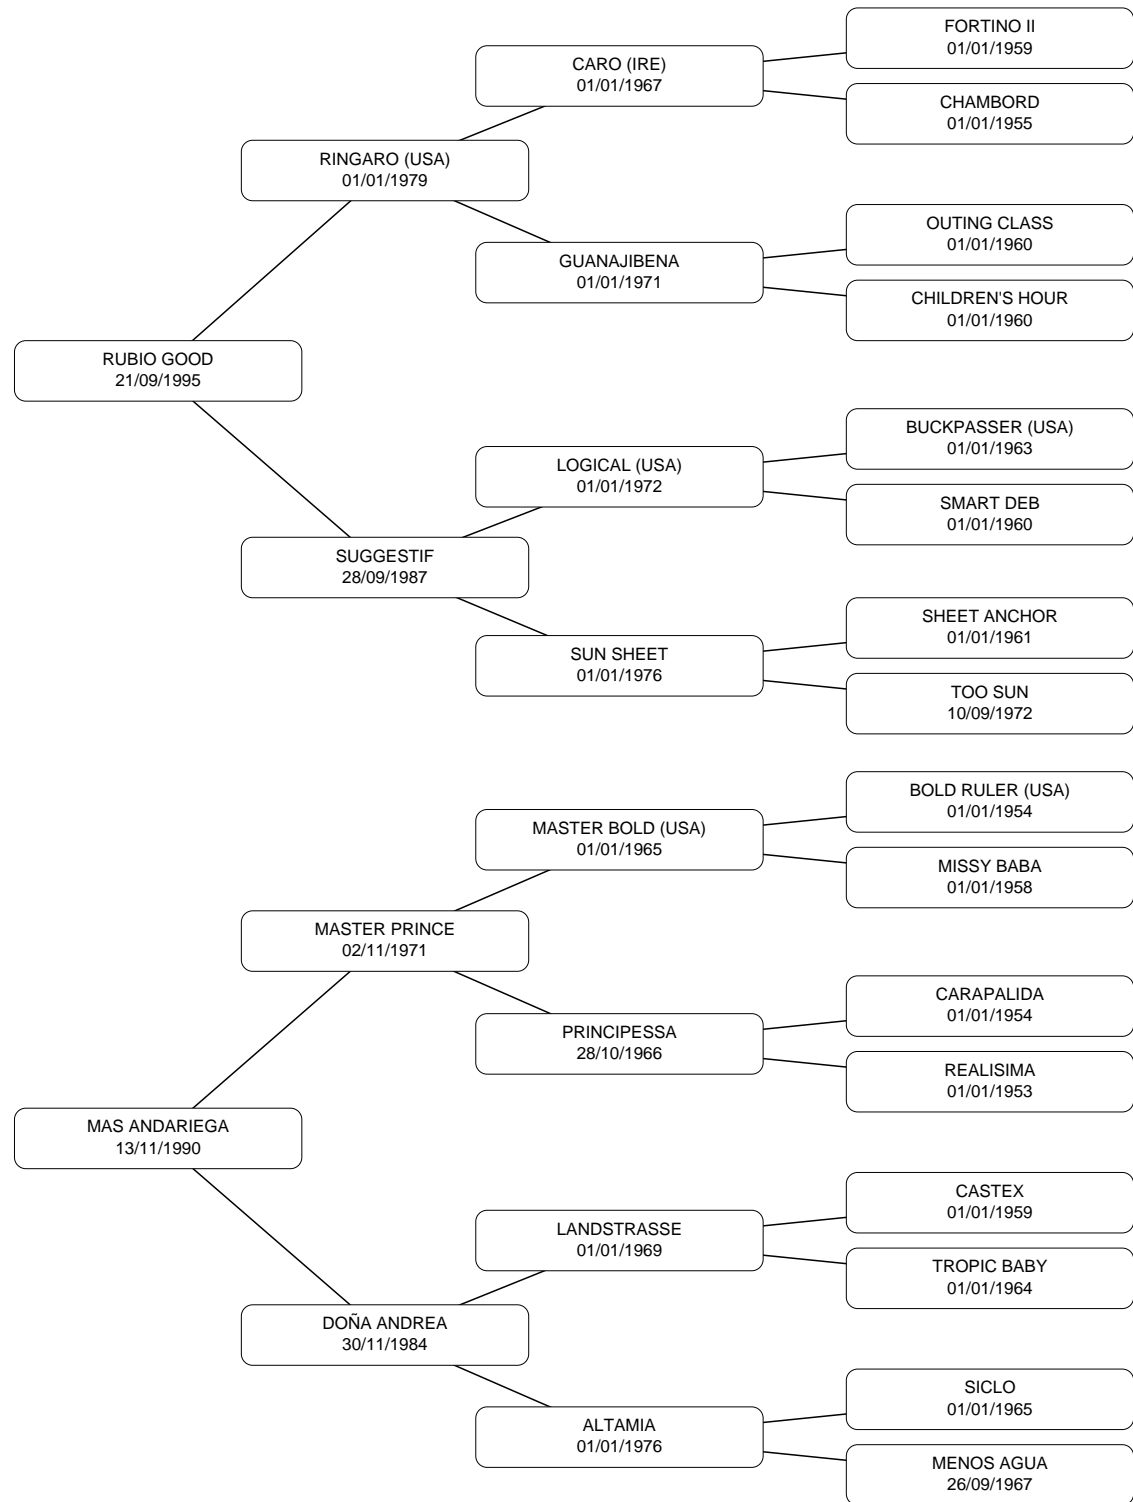 FORTINO II
01/01/1959
CARO (IRE)
01/01/1967
CHAMBORD
01/01/1955
RINGARO (USA)
01/01/1979
OUTING CLASS
01/01/1960
GUANAJIBENA
01/01/1971
CHILDREN'S HOUR
01/01/1960
RUBIO GOOD
21/09/1995
BUCKPASSER (USA)
01/01/1963
LOGICAL (USA)
01/01/1972
SMART DEB
01/01/1960
SUGGESTIF
28/09/1987
SHEET ANCHOR
01/01/1961
SUN SHEET
01/01/1976
TOO SUN
10/09/1972
BOLD RULER (USA)
01/01/1954
MASTER BOLD (USA)
01/01/1965
MISSY BABA
01/01/1958
MASTER PRINCE
02/11/1971
CARAPALIDA
01/01/1954
PRINCIPESSA
28/10/1966
REALISIMA
01/01/1953
MAS ANDARIEGA
13/11/1990
CASTEX
01/01/1959
LANDSTRASSE
01/01/1969
TROPIC BABY
01/01/1964
DOÑA ANDREA
30/11/1984
SICLO
01/01/1965
ALTAMIA
01/01/1976
MENOS AGUA
26/09/1967